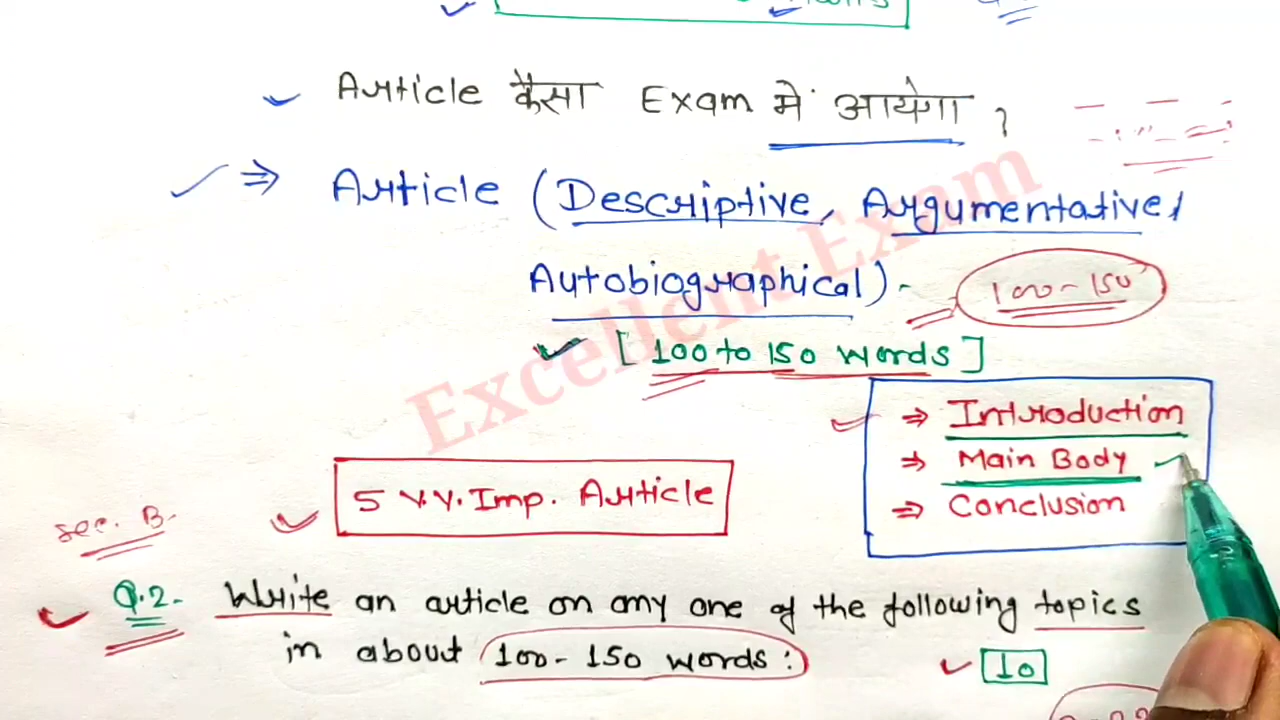 Article कैसा Exam में आयेगा ?
⇒ Article (Descriptive, Argumentative,
Autobiographical) -
100-150
[100 to 150 words]
⇒ Introduction
⇒ Main Body
⇒ Conclusion
5 V.V. Imp. Article
Sec. B.
Q.2. Write an article on any one of the following topics
in about 100-150 words:
10
Excellent Exam